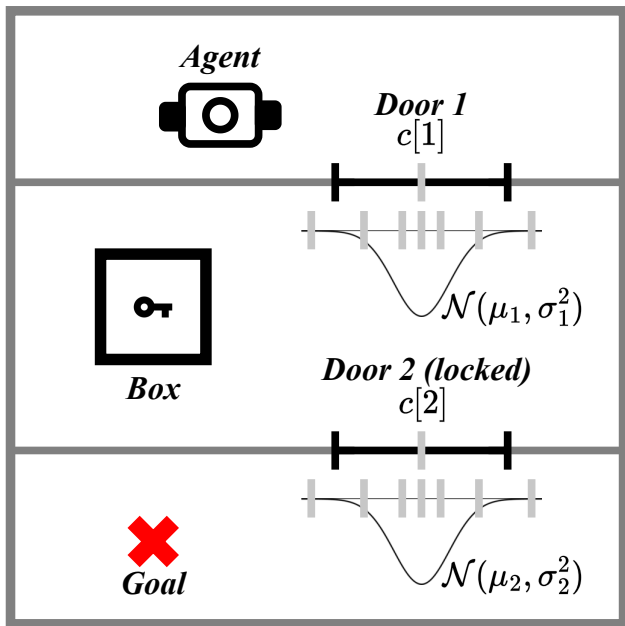 Agent
Door 1
c[1]
𝒩(μ₁, σ₁²)
Box
Door 2 (locked)
c[2]
𝒩(μ₂, σ₂²)
Goal